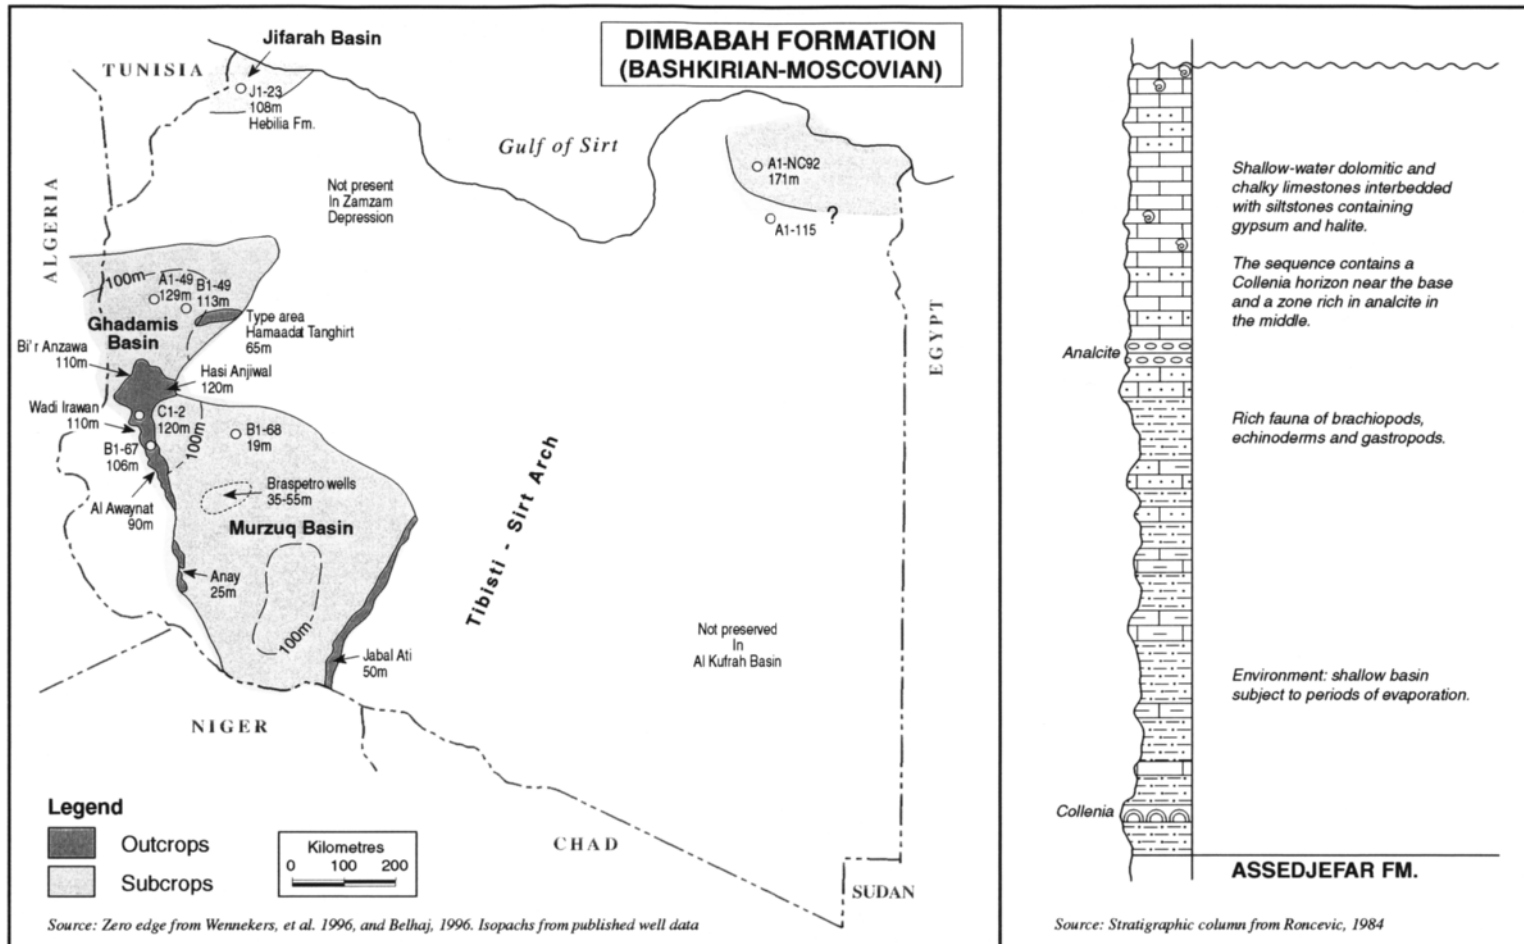 DIMBABAH FORMATION
(BASHKIRIAN-MOSCOVIAN)
Jifarah Basin
TUNISIA
J1-23
108m
Hebilia Fm.
Gulf of Sirt
A1-NC92
171m
?
A1-115
Not present
In Zamzam
Depression
ALGERIA
100m
A1-49
129m
B1-49
113m
Ghadamis
Basin
Type area
Hamaadat Tanghirt
65m
Bi'r Anzawa
110m
Hasi Anjiwal
120m
Wadi Irawan
110m
C1-2
120m
100m
B1-68
19m
B1-67
106m
Al Awaynat
90m
Braspetro wells
35-55m
Murzuq Basin
Anay
25m
100m
Jabal Ati
50m
Tibisti - Sirt Arch
EGYPT
Not preserved
In
Al Kufrah Basin
NIGER
CHAD
SUDAN
Legend
Outcrops
Subcrops
Kilometres
0 100 200
Source: Zero edge from Wennekers, et al. 1996, and Belhaj, 1996. Isopachs from published well data
Shallow-water dolomitic and
chalky limestones interbedded
with siltstones containing
gypsum and halite.
The sequence contains a
Collenia horizon near the base
and a zone rich in analcite in
the middle.
Analcite
Rich fauna of brachiopods,
echinoderms and gastropods.
Environment: shallow basin
subject to periods of evaporation.
Collenia
ASSEDJEFAR FM.
Source: Stratigraphic column from Roncevic, 1984